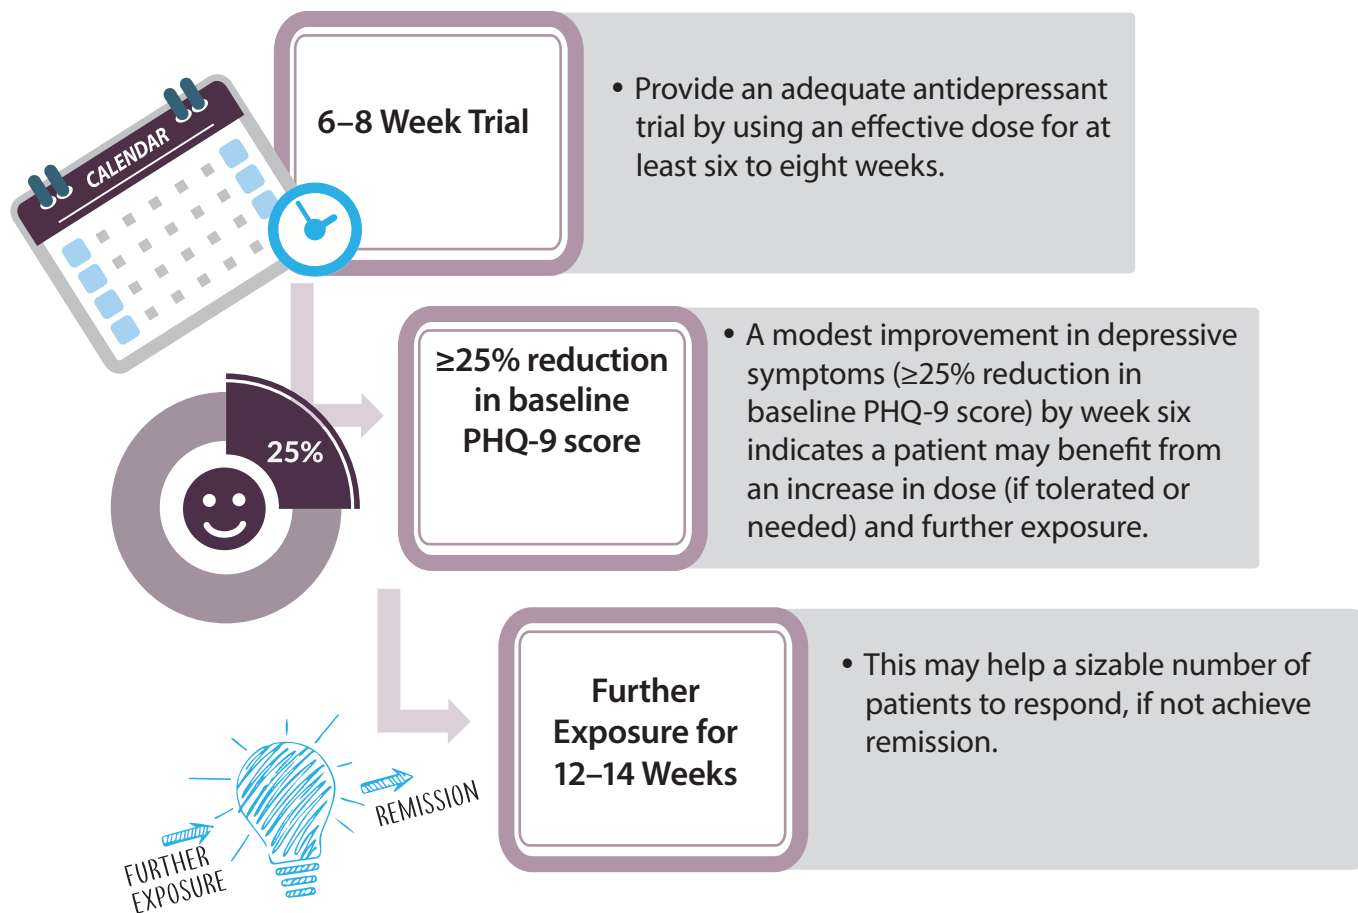 CALENDAR
6–8 Week Trial
• Provide an adequate antidepressant
trial by using an effective dose for at
least six to eight weeks.
25%
≥25% reduction
in baseline
PHQ-9 score
• A modest improvement in depressive
symptoms (≥25% reduction in
baseline PHQ-9 score) by week six
indicates a patient may benefit from
an increase in dose (if tolerated or
needed) and further exposure.
FURTHER
EXPOSURE
REMISSION
Further
Exposure for
12–14 Weeks
• This may help a sizable number of
patients to respond, if not achieve
remission.